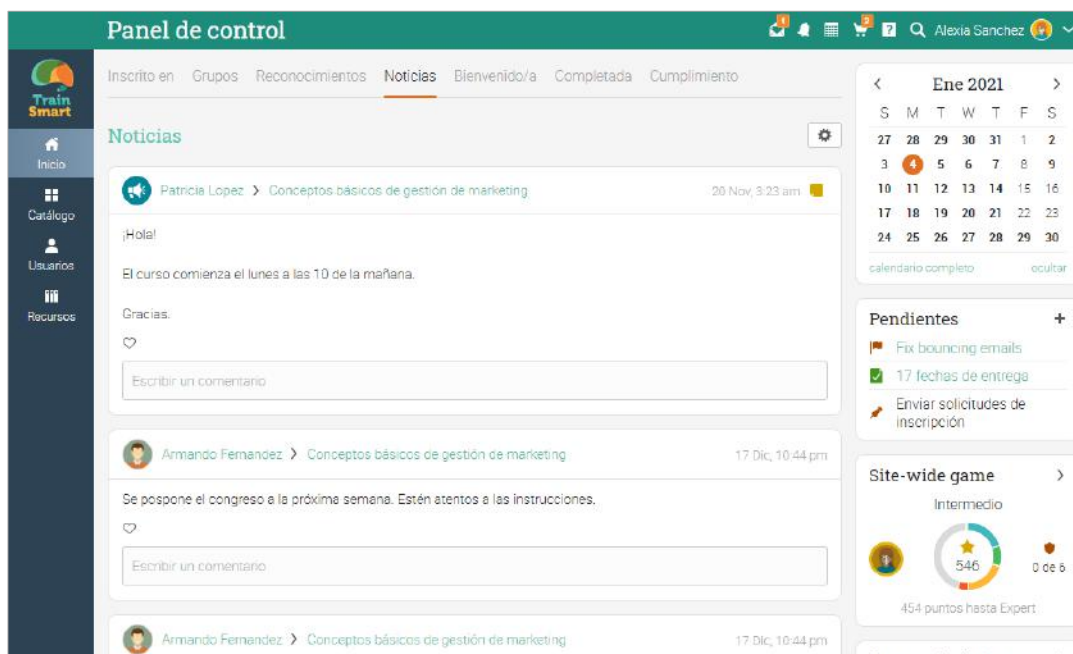 Panel de control
1
2
?
Alexia Sanchez
Train
Smart
Inicio
Catálogo
Usuarios
Recursos
Inscrito en Grupos Reconocimientos Noticias Bienvenido/a Completada Cumplimiento
Noticias
Patricia Lopez > Conceptos básicos de gestión de marketing
20 Nov, 3:23 am
¡Hola!
El curso comienza el lunes a las 10 de la mañana.
Gracias.
Escribir un comentario
Armando Fernandez > Conceptos básicos de gestión de marketing
17 Dic, 10:44 pm
Se pospone el congreso a la próxima semana. Estén atentos a las instrucciones.
Escribir un comentario
Armando Fernandez > Conceptos básicos de gestión de marketing
17 Dic, 10:44 pm
< Ene 2021 >
S M T W T F S
27 28 29 30 31 1 2
3 4 5 6 7 8 9
10 11 12 13 14 15 16
17 18 19 20 21 22 23
24 25 26 27 28 29 30
calendario completo ocultar
Pendientes +
Fix bouncing emails
17 fechas de entrega
Enviar solicitudes de
inscripción
Site-wide game >
Intermedio
546
0 de 6
454 puntos hasta Expert